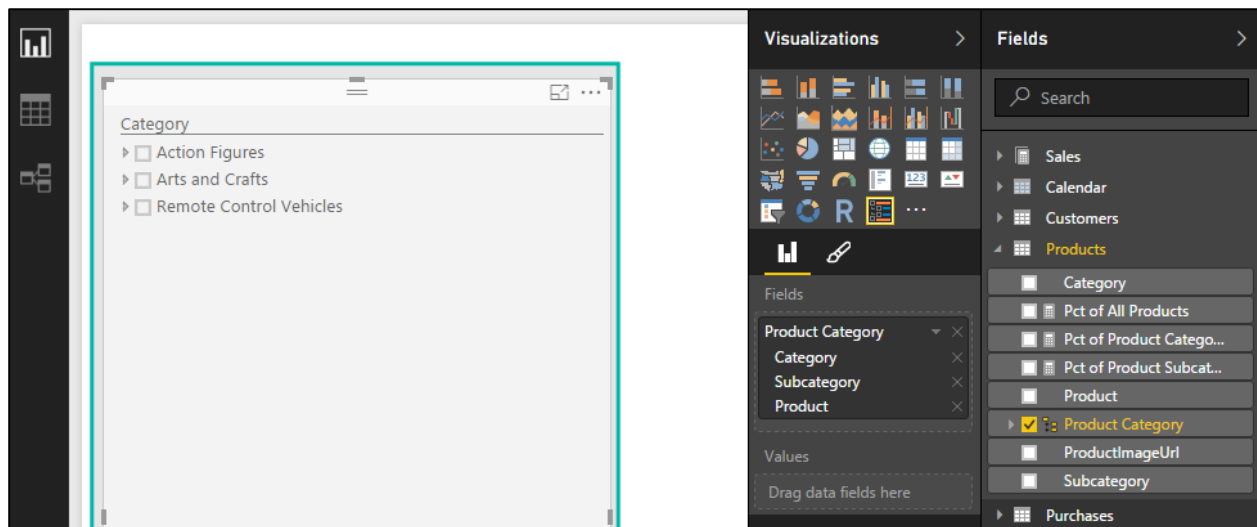 Category
Action Figures
Arts and Crafts
Remote Control Vehicles
Visualizations
123
R
Fields
Product Category
Category
Subcategory
Product
Values
Drag data fields here
Fields
Search
Sales
Calendar
Customers
Products
Category
Pct of All Products
Pct of Product Catego...
Pct of Product Subcat...
Product
Product Category
ProductImageUrl
Subcategory
Purchases